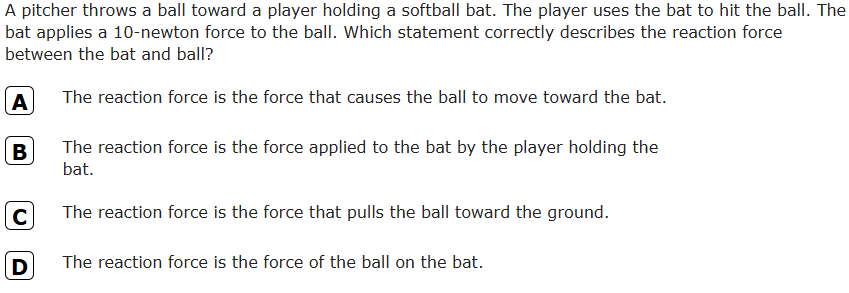 A pitcher throws a ball toward a player holding a softball bat. The player uses the bat to hit the ball. The
bat applies a 10-newton force to the ball. Which statement correctly describes the reaction force
between the bat and ball?
A The reaction force is the force that causes the ball to move toward the bat.
B The reaction force is the force applied to the bat by the player holding the
bat.
C The reaction force is the force that pulls the ball toward the ground.
D The reaction force is the force of the ball on the bat.